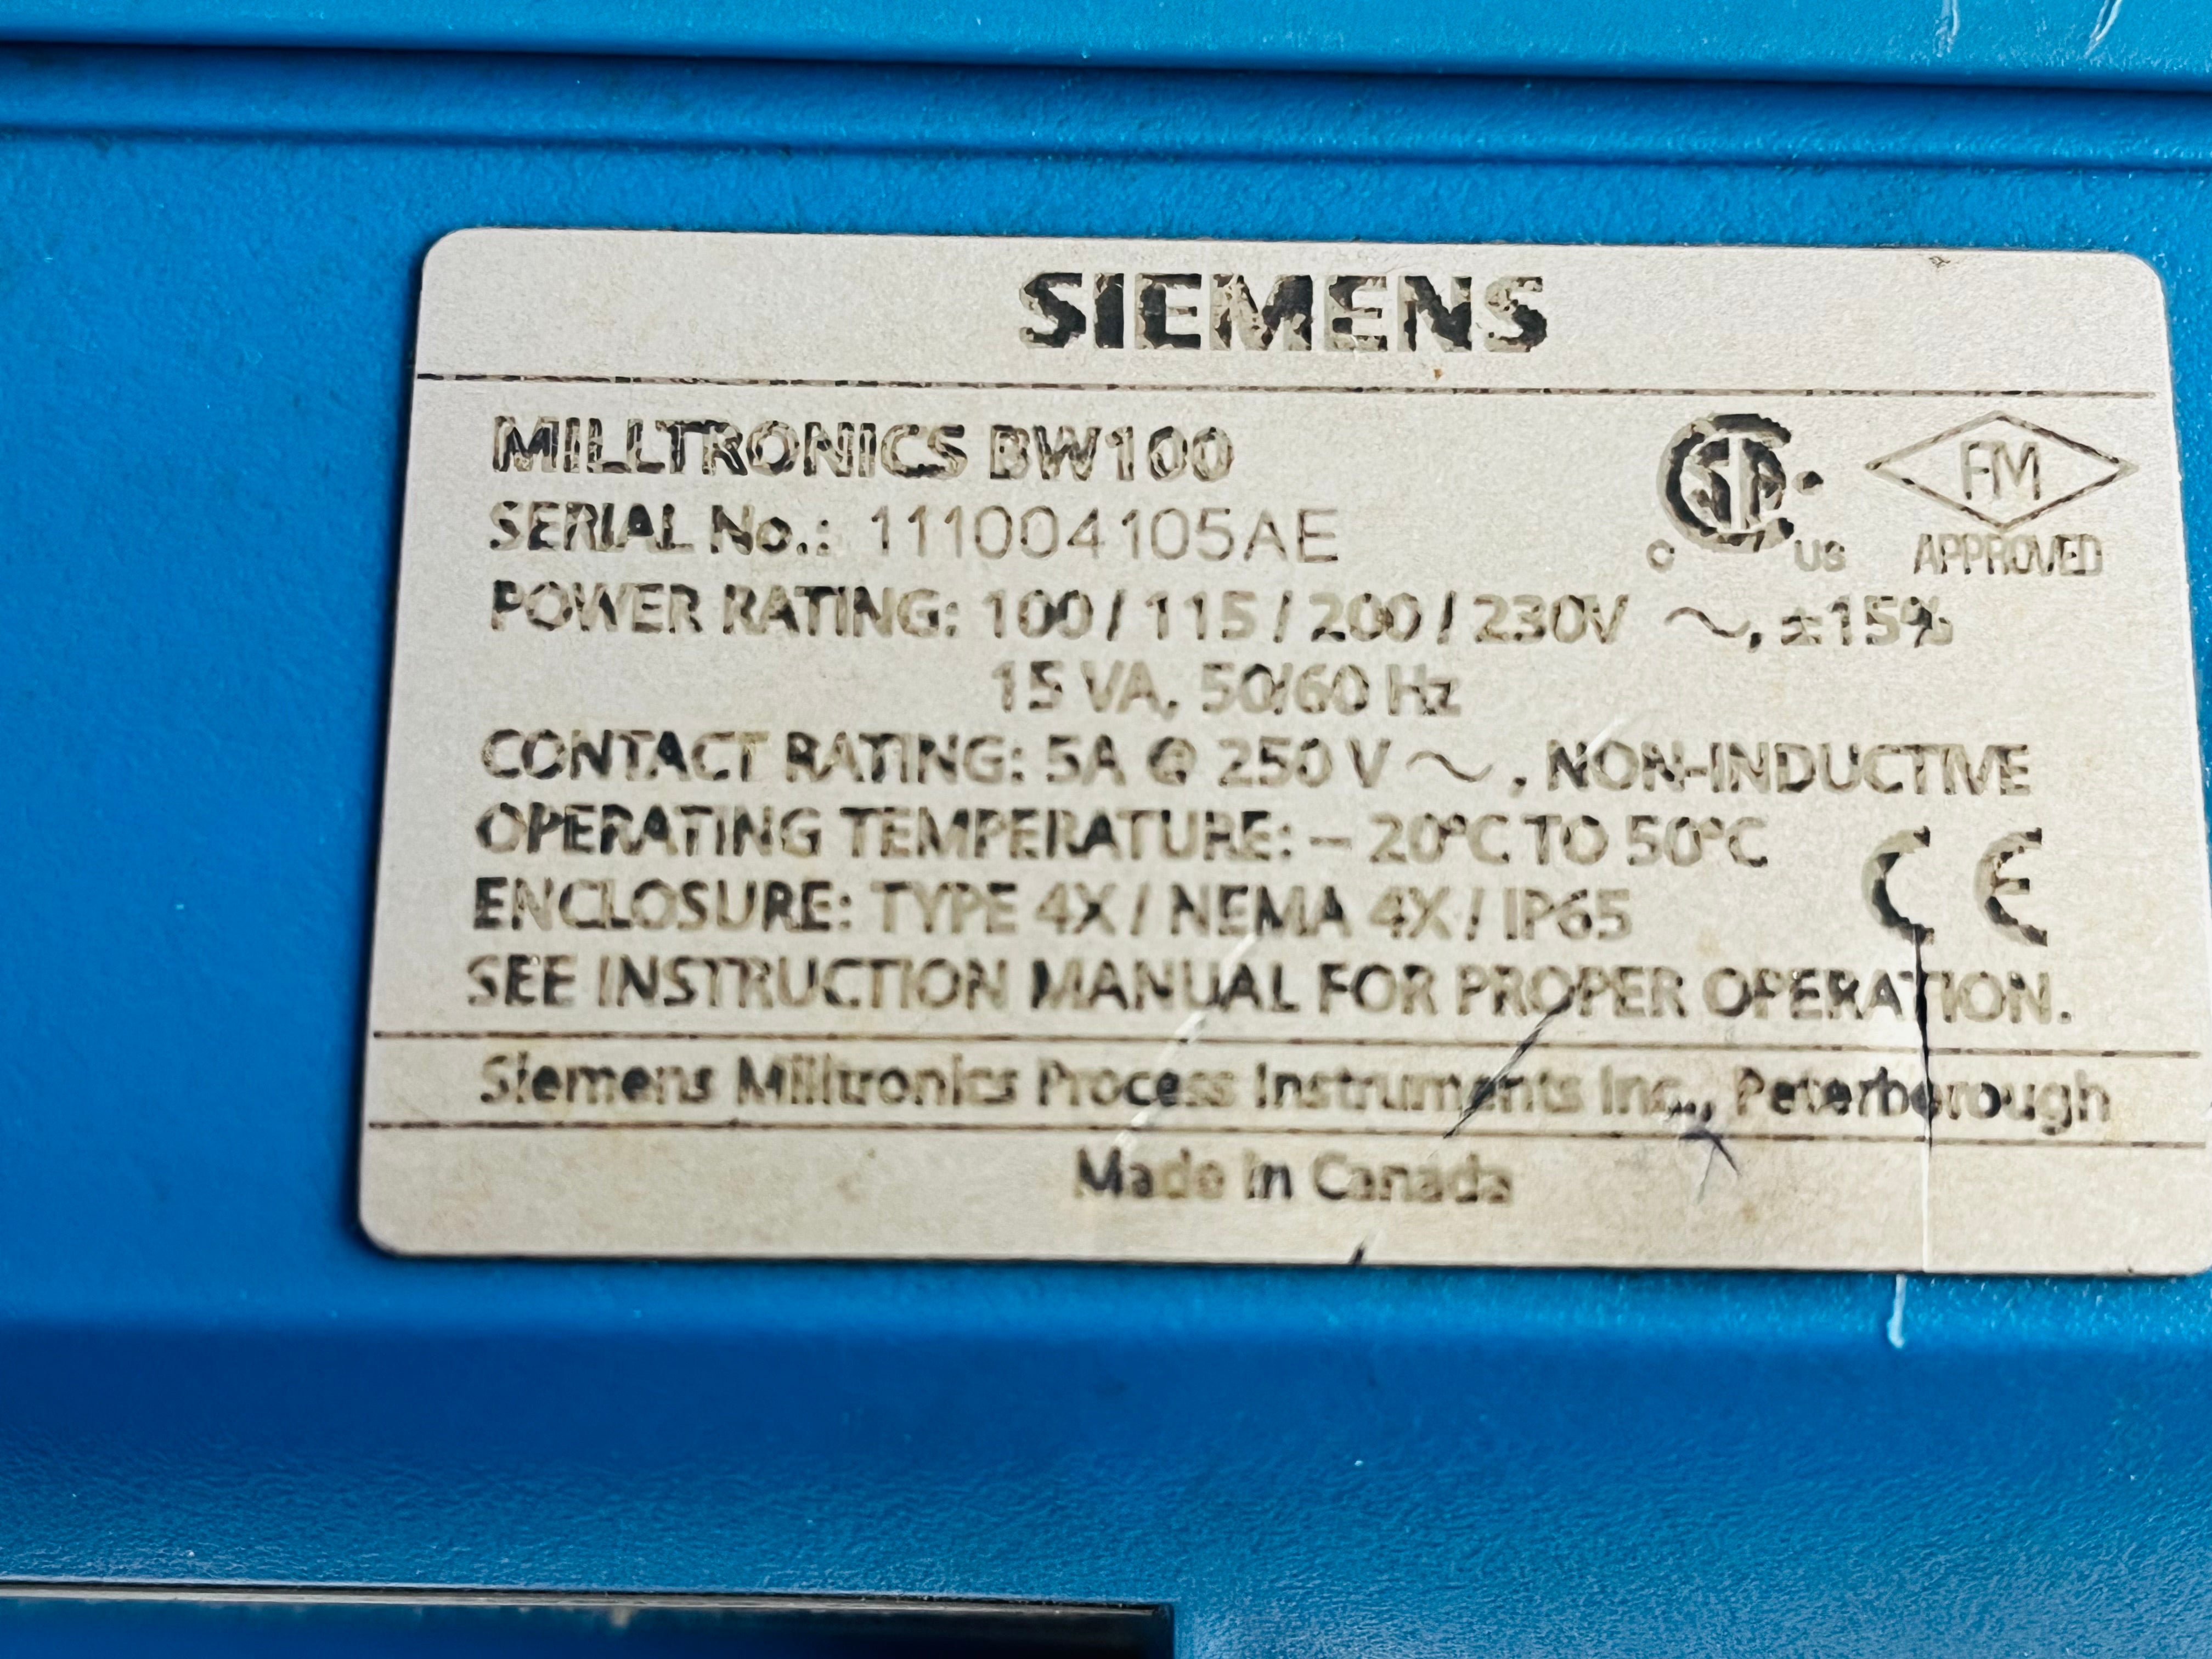 SIEMENS
MILLTRONICS BW100
SERIAL No.: 111004105AE
SA
C US
FM
APPROVED
POWER RATING: 100 / 115 / 200 / 230V ~, ±15%
15 VA, 50/60 Hz
CONTACT RATING: 5A @ 250 V ~, NON-INDUCTIVE
OPERATING TEMPERATURE: – 20°C TO 50°C
CE
ENCLOSURE: TYPE 4X / NEMA 4X / IP65
SEE INSTRUCTION MANUAL FOR PROPER OPERATION.
Siemens Milltronics Process Instruments Inc., Peterborough
Made in Canada